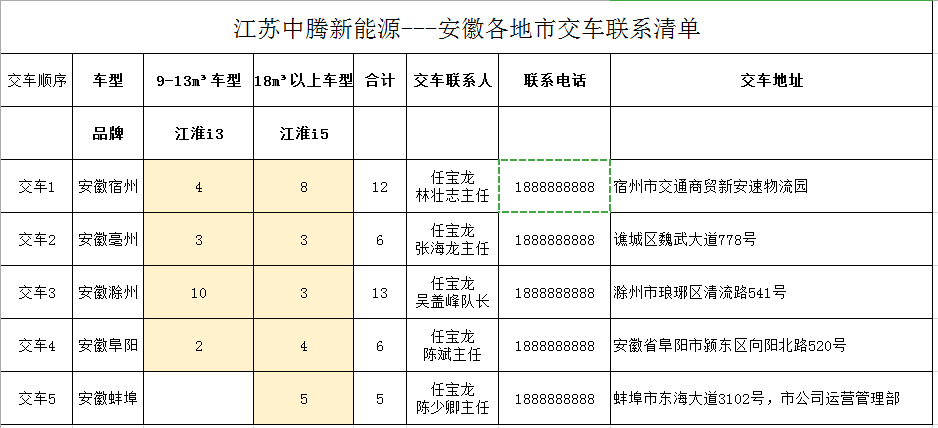 江苏中腾新能源---安徽各地市交车联系清单
交车顺序 车型 9-13m³车型 18m³以上车型 合计 交车联系人 联系电话 交车地址
品牌 江淮i3 江淮i5
交车1 安徽宿州 4 8 12 任宝龙 1888888888 宿州市交通商贸新安速物流园
林壮志主任
交车2 安徽亳州 3 3 6 任宝龙 1888888888 谯城区魏武大道778号
张海龙主任
交车3 安徽滁州 10 3 13 任宝龙 1888888888 滁州市琅琊区清流路541号
吴盖峰队长
交车4 安徽阜阳 2 4 6 任宝龙 1888888888 安徽省阜阳市颍东区向阳北路520号
陈斌主任
交车5 安徽蚌埠 5 5 任宝龙 1888888888 蚌埠市东海大道3102号，市公司运营管理部
陈少卿主任